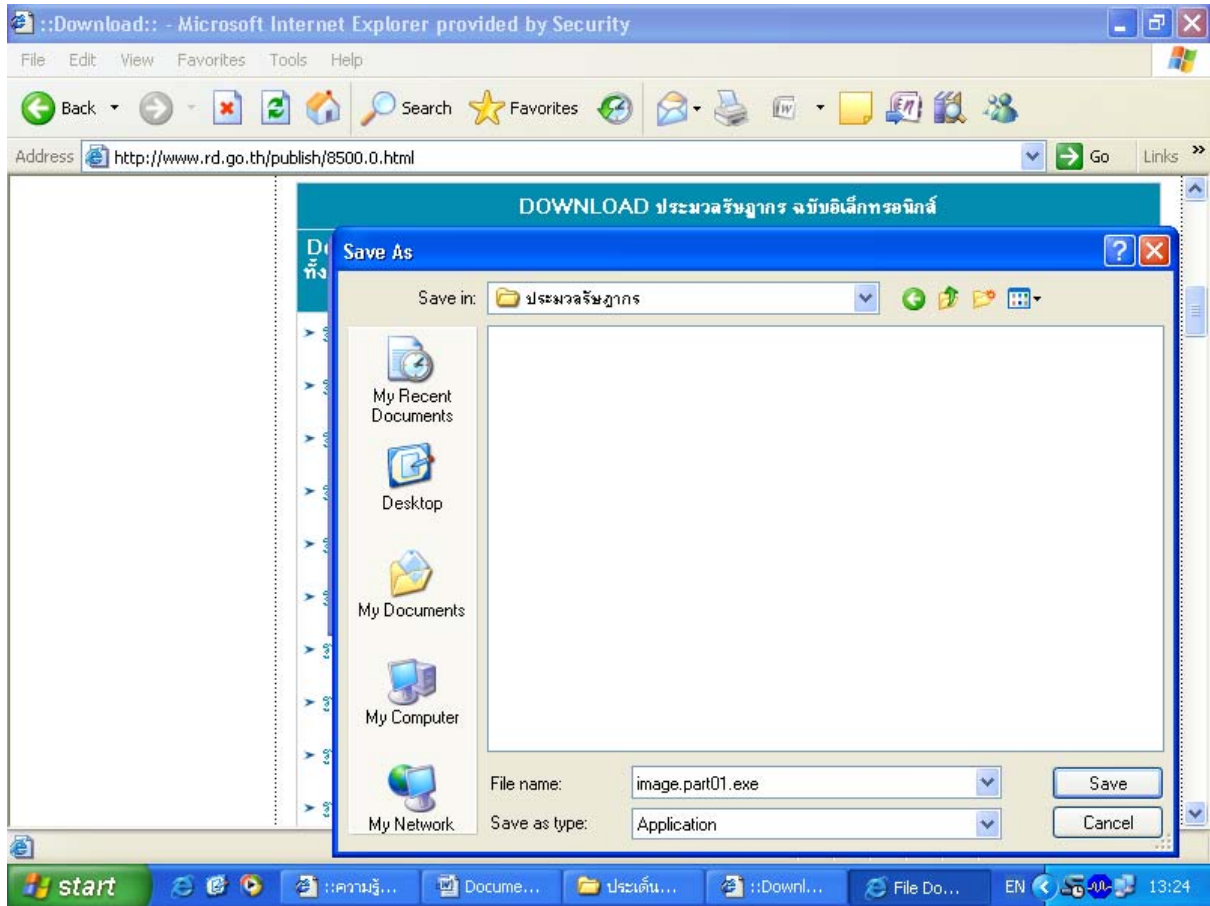 ::Download:: - Microsoft Internet Explorer provided by Security
File Edit View Favorites Tools Help
Back Search Favorites
Address http://www.rd.go.th/publish/8500.0.html Go Links »
DOWNLOAD ประมวลรัษฎากร ฉบับอิเล็กทรอนิกส์
ทั้ง
Save As
Save in: ประมวลรัษฎากร
My Recent
Documents
Desktop
My Documents
My Computer
My Network
File name: image.part01.exe Save
Save as type: Application Cancel
start ::ความรู้... Docume... ประเด็น... ::Downl... File Do... EN 13:24